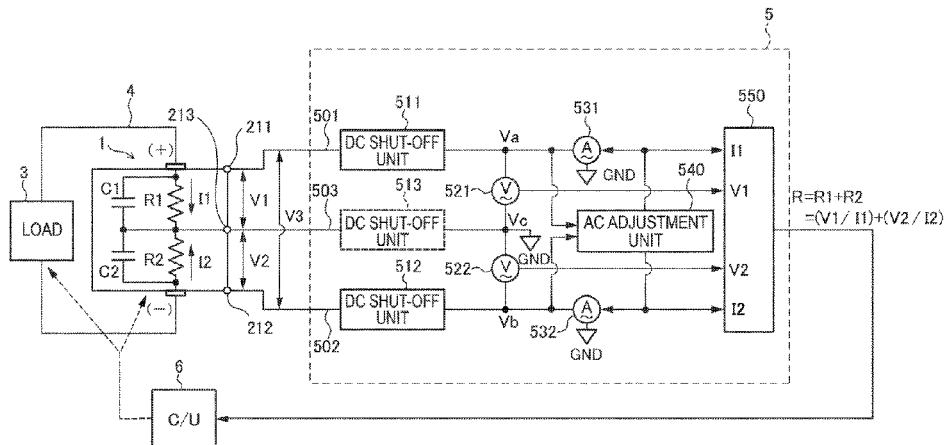 5
4
213
211
501
511
DC SHUT-OFF
UNIT
Va
531
A
GND
550
I1
1
(+)
3
LOAD
C1
R1
I1
V1
V3
503
513
DC SHUT-OFF
UNIT
521
V
Vc
GND
540
AC ADJUSTMENT
UNIT
V1
R=R1+R2
=(V1/I1)+(V2/I2)
C2
R2
I2
V2
512
DC SHUT-OFF
UNIT
522
V
V2
(-)
212
502
Vb
532
A
GND
I2
6
C/U